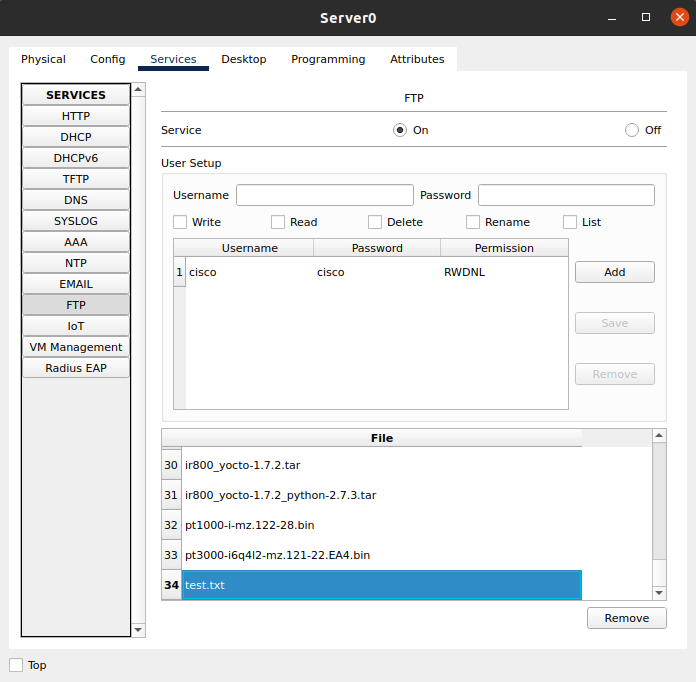 Server0
Physical Config Services Desktop Programming Attributes
SERVICES
HTTP
DHCP
DHCPv6
TFTP
DNS
SYSLOG
AAA
NTP
EMAIL
FTP
IoT
VM Management
Radius EAP
FTP
Service On Off
User Setup
Username Password
Write Read Delete Rename List
Username Password Permission
1 cisco cisco RWDNL
Add
Save
Remove
File
30 ir800_yocto-1.7.2.tar
31 ir800_yocto-1.7.2_python-2.7.3.tar
32 pt1000-i-mz.122-28.bin
33 pt3000-i6q4l2-mz.121-22.EA4.bin
34 test.txt
Remove
Top